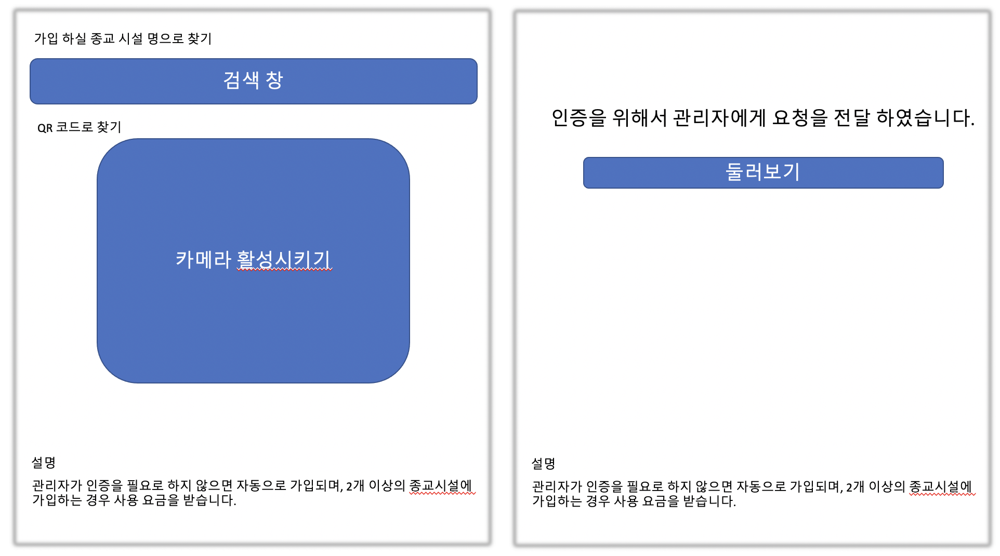 가입 하실 종교 시설 명으로 찾기
검색 창
QR 코드로 찾기
카메라 활성시키기
설명
관리자가 인증을 필요로 하지 않으면 자동으로 가입되며, 2개 이상의 종교시설에
가입하는 경우 사용 요금을 받습니다.
인증을 위해서 관리자에게 요청을 전달 하였습니다.
둘러보기
설명
관리자가 인증을 필요로 하지 않으면 자동으로 가입되며, 2개 이상의 종교시설에
가입하는 경우 사용 요금을 받습니다.